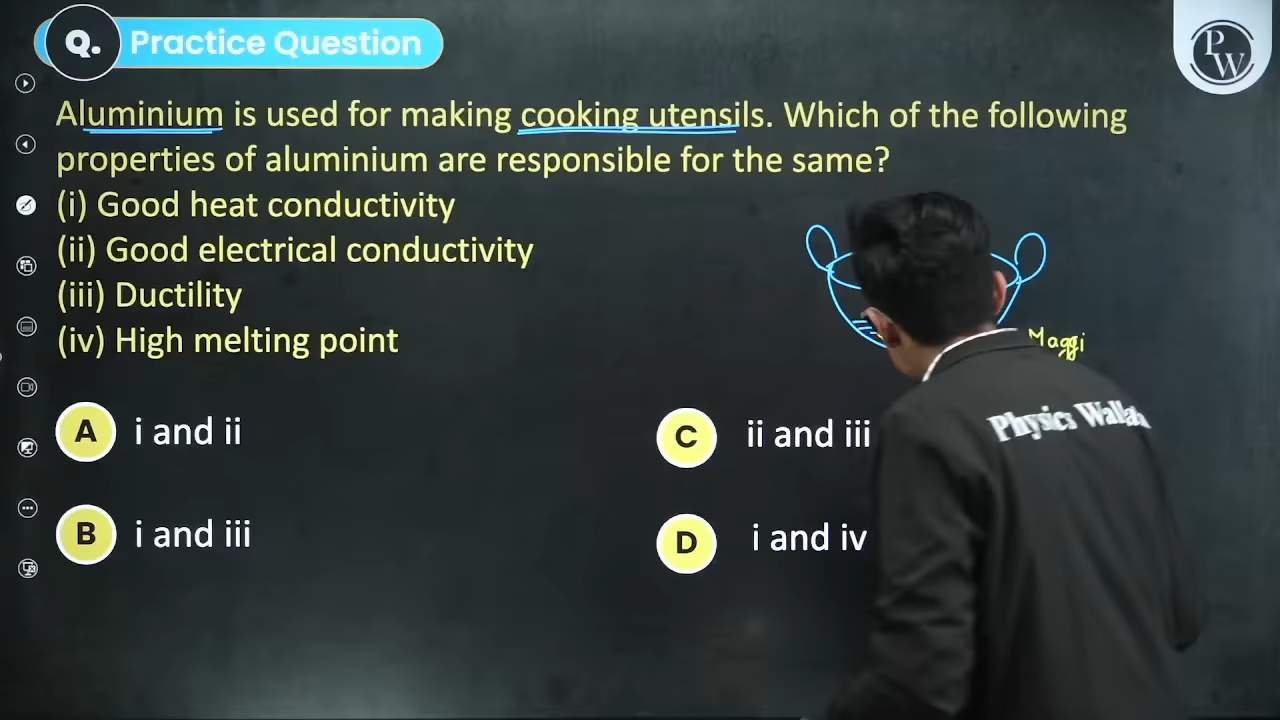 Q. Practice Question
PW
Aluminium is used for making cooking utensils. Which of the following
properties of aluminium are responsible for the same?
(i) Good heat conductivity
(ii) Good electrical conductivity
(iii) Ductility
(iv) High melting point
Maggi
Physics Wallah
A i and ii
C ii and iii
B i and iii
D i and iv